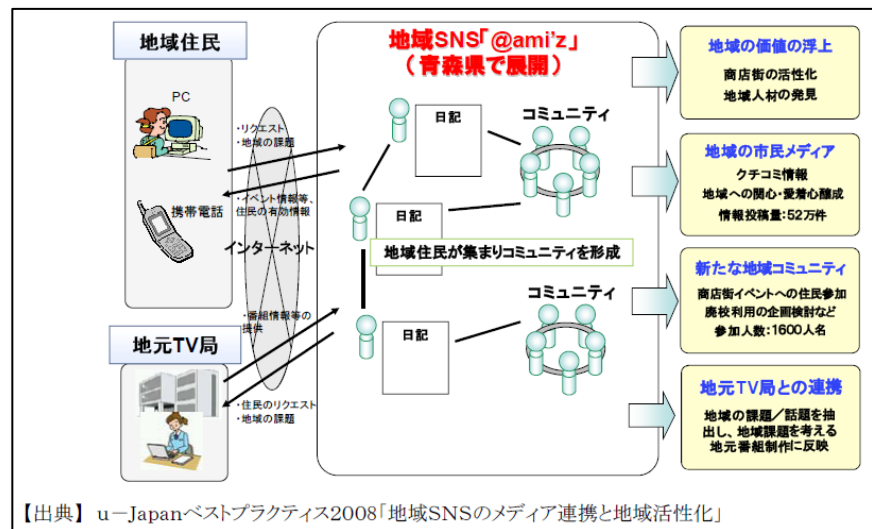 地域住民
PC
携帯電話
・リクエスト
・地域の課題
・イベント情報等、
住民の有効情報
インターネット
・番組情報等の
提供
地元TV局
・住民のリクエスト
・地域の課題
地域SNS「@ami'z」
(青森県で展開)
日記
コミュニティ
日記
地域住民が集まりコミュニティを形成
コミュニティ
日記
地域の価値の浮上
商店街の活性化
地域人材の発見
地域の市民メディア
クチコミ情報
地域への関心・愛着心醸成
情報投稿量:52万件
新たな地域コミュニティ
商店街イベントへの住民参加
廃校利用の企画検討など
参加人数:1600人名
地元TV局との連携
地域の課題/話題を抽
出し、地域課題を考える
地元番組制作に反映
【出典】 u-Japanベストプラクティス2008「地域SNSのメディア連携と地域活性化」